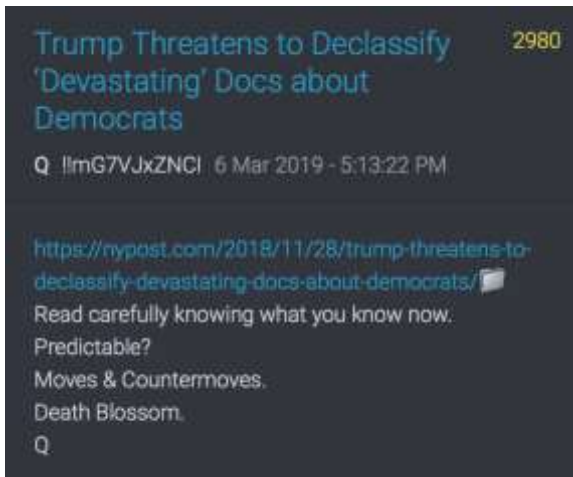 Trump Threatens to Declassify 2980
'Devastating' Docs about
Democrats
Q !!mG7VJxZNCI 6 Mar 2019 - 5:13:22 PM
https://nypost.com/2018/11/28/trump-threatens-to-
declassify-devastating-docs-about-democrats/
Read carefully knowing what you know now.
Predictable?
Moves & Countermoves.
Death Blossom.
Q